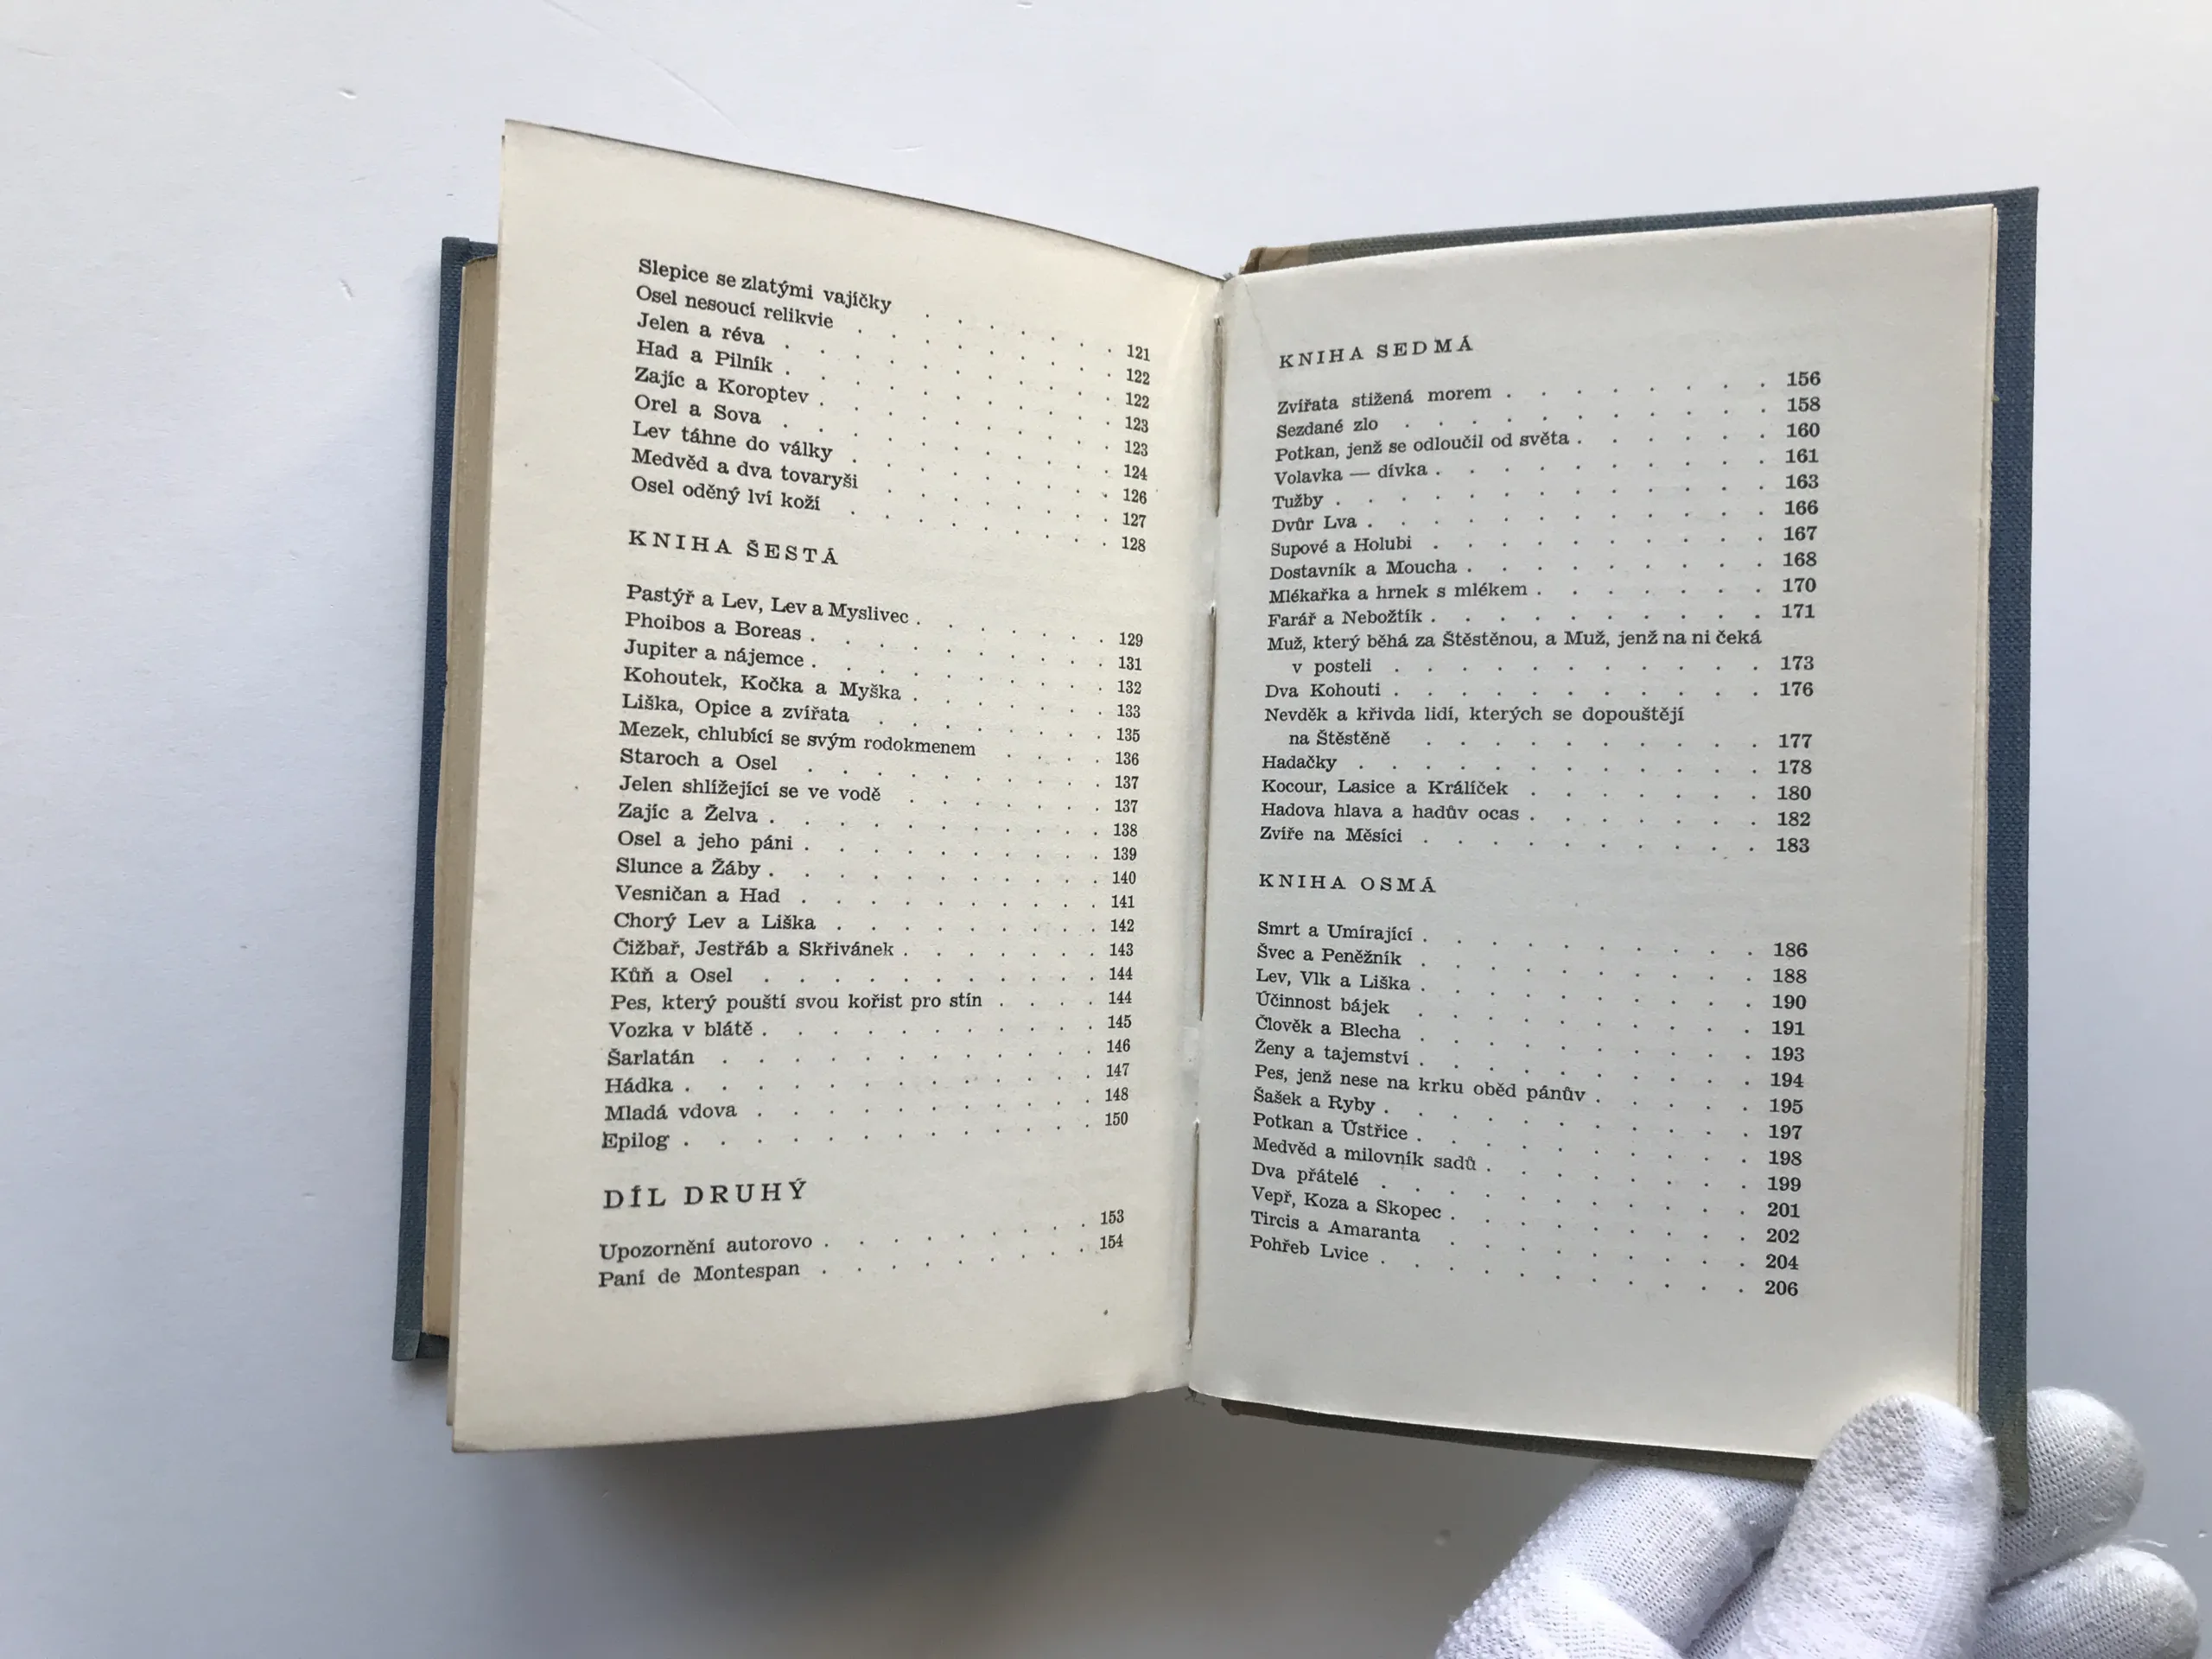 Slepice se zlatými vajíčky . . . . . . . 121
Osel nesoucí relikvie . . . . . . . . . 122
Jelen a réva . . . . . . . . . . . 122
Had a Pilník . . . . . . . . . . . 123
Zajíc a Koroptev . . . . . . . . . . 123
Orel a Sova . . . . . . . . . . . 124
Lev táhne do války . . . . . . . . . 126
Medvěd a dva tovaryši . . . . . . . . 127
Osel oděný lví koží . . . . . . . . . 128
KNIHA ŠESTÁ
Pastýř a Lev, Lev a Myslivec . . . . . . . 129
Phoibos a Boreas . . . . . . . . . . 131
Jupiter a nájemce . . . . . . . . . . 132
Kohoutek, Kočka a Myška . . . . . . . 133
Liška, Opice a zvířata . . . . . . . . 135
Mezek, chlubící se svým rodokmenem . . . . 136
Staroch a Osel . . . . . . . . . . 137
Jelen shlížející se ve vodě . . . . . . . 137
Zajíc a Želva . . . . . . . . . . . 138
Osel a jeho páni . . . . . . . . . . 139
Slunce a Žáby . . . . . . . . . . . 140
Vesničan a Had . . . . . . . . . . 141
Chorý Lev a Liška . . . . . . . . . 142
Čižbař, Jestřáb a Skřivánek . . . . . . . 143
Kůň a Osel . . . . . . . . . . . 144
Pes, který pouští svou kořist pro stín . . . . 144
Vozka v blátě . . . . . . . . . . . 145
Šarlatán . . . . . . . . . . . . 146
Hádka . . . . . . . . . . . . . 147
Mladá vdova . . . . . . . . . . . 148
Epilog . . . . . . . . . . . . . 150
DÍL DRUHÝ
Upozornění autorovo . . . . . . . . . 153
Paní de Montespan . . . . . . . . . 154
KNIHA SEDMÁ
Zvířata stižená morem . . . . . . . . 156
Sezdané zlo . . . . . . . . . . 158
Potkan, jenž se odloučil od světa . . . . . . 160
Volavka — dívka . . . . . . . . . . 161
Tužby . . . . . . . . . . . . 163
Dvůr Lva . . . . . . . . . . . . 166
Supové a Holubi . . . . . . . . . . 167
Dostavník a Moucha . . . . . . . . . 168
Mlékařka a hrnek s mlékem . . . . . . . 170
Farář a Nebožtík . . . . . . . . . . 171
Muž, který běhá za Štěstěnou, a Muž, jenž na ni čeká
v posteli . . . . . . . . . . . 173
Dva Kohouti . . . . . . . . . . . 176
Nevděk a křivda lidí, kterých se dopouštějí
na Štěstěně . . . . . . . . . . 177
Hadačky . . . . . . . . . . . . 178
Kocour, Lasice a Králíček . . . . . . . 180
Hadova hlava a hadův ocas . . . . . . . 182
Zvíře na Měsíci . . . . . . . . . . 183
KNIHA OSMÁ
Smrt a Umírající . . . . . . . . . . 186
Švec a Peněžník . . . . . . . . . . 188
Lev, Vlk a Liška . . . . . . . . . . 190
Účinnost bájek . . . . . . . . . . 191
Člověk a Blecha . . . . . . . . . . 193
Ženy a tajemství . . . . . . . . . . 194
Pes, jenž nese na krku oběd pánův . . . . . 195
Šašek a Ryby . . . . . . . . . . . 197
Potkan a Ústřice . . . . . . . . . . 198
Medvěd a milovník sadů . . . . . . . . 199
Dva přátelé . . . . . . . . . . . 201
Vepř, Koza a Skopec . . . . . . . . . 202
Tircis a Amaranta . . . . . . . . . 204
Pohřeb Lvice . . . . . . . . . . . 206